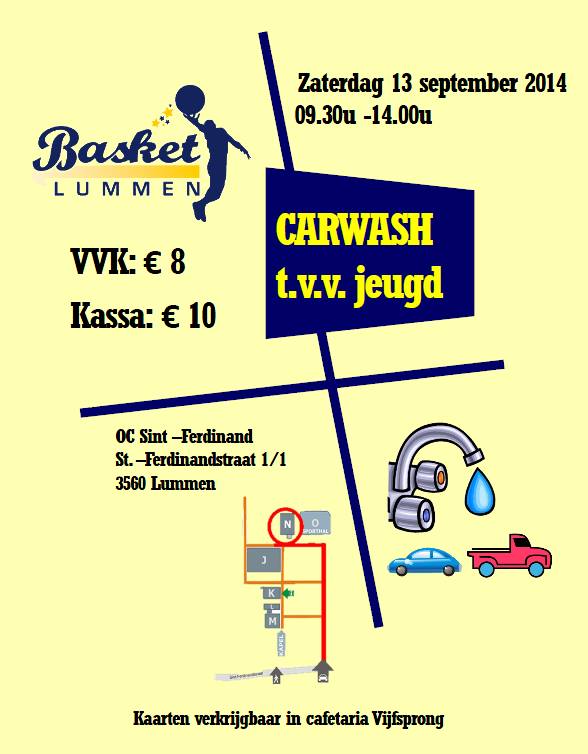 Zaterdag 13 september 2014
09.30u -14.00u
Basket
LUMMEN
CARWASH
t.v.v. jeugd
VVK: € 8
Kassa: € 10
OC Sint –Ferdinand
St. –Ferdinandstraat 1/1
3560 Lummen
N
O
SPORTHAL
J
K
L
M
KAPEL
Kaarten verkrijgbaar in cafetaria Vijfsprong